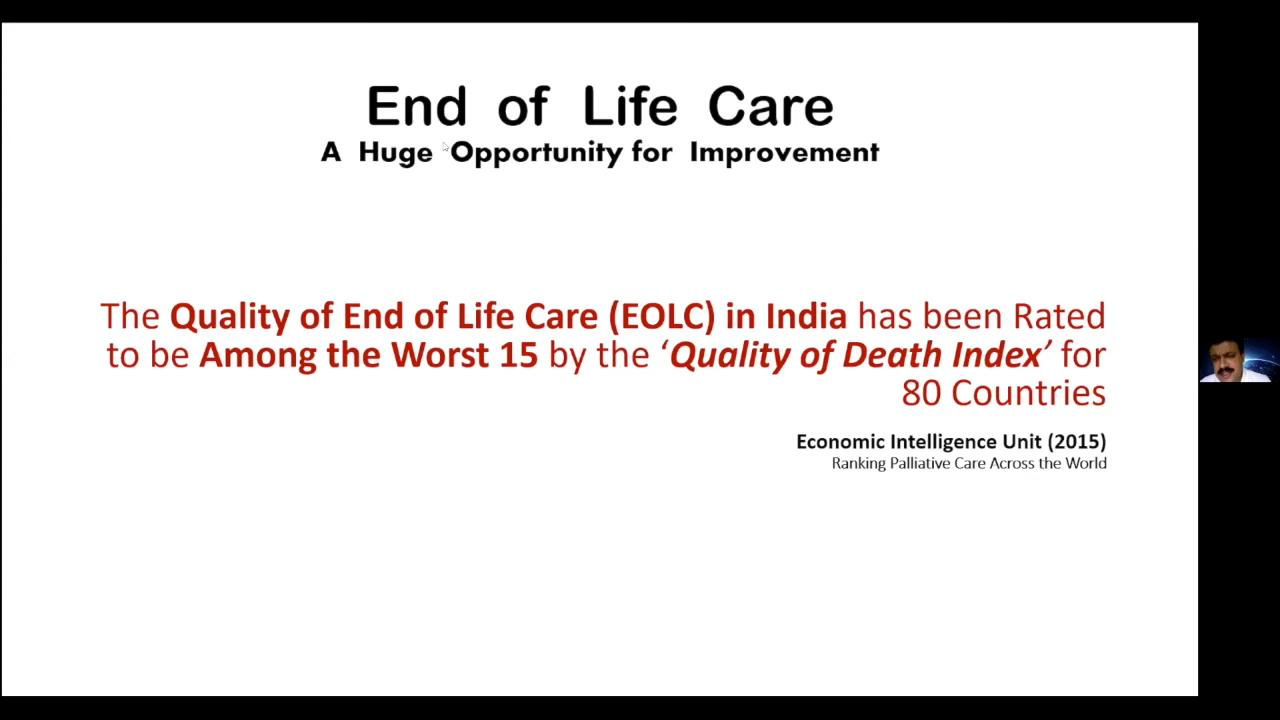 End of Life Care
A Huge Opportunity for Improvement
The Quality of End of Life Care (EOLC) in India has been Rated
to be Among the Worst 15 by the ‘Quality of Death Index’ for
80 Countries
Economic Intelligence Unit (2015)
Ranking Palliative Care Across the World